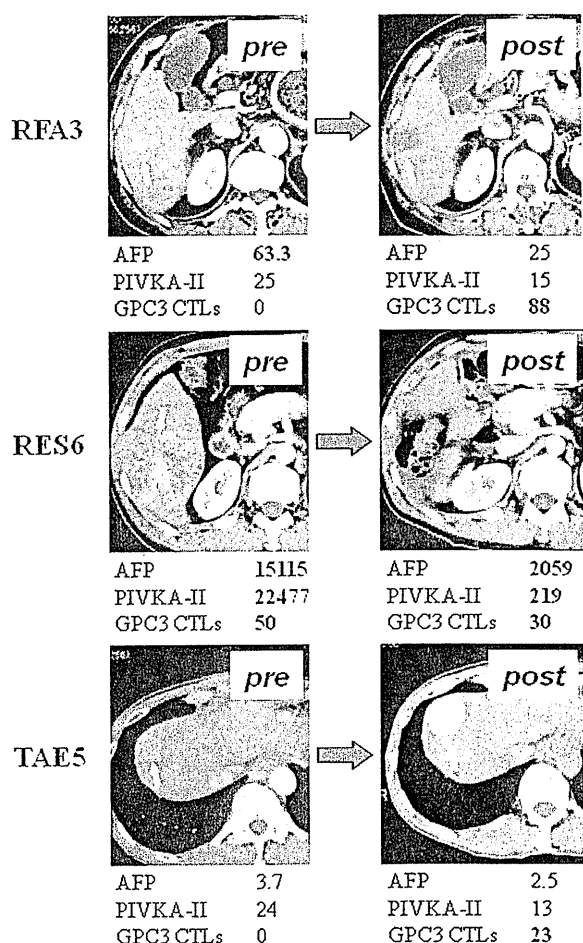 pre post
RFA3
AFP 63.3 AFP 25
PIVKA-II 25 PIVKA-II 15
GPC3 CTLs 0 GPC3 CTLs 88
pre post
RES6
AFP 15115 AFP 2059
PIVKA-II 22477 PIVKA-II 219
GPC3 CTLs 50 GPC3 CTLs 30
pre post
TAE5
AFP 3.7 AFP 2.5
PIVKA-II 24 PIVKA-II 13
GPC3 CTLs 0 GPC3 CTLs 23